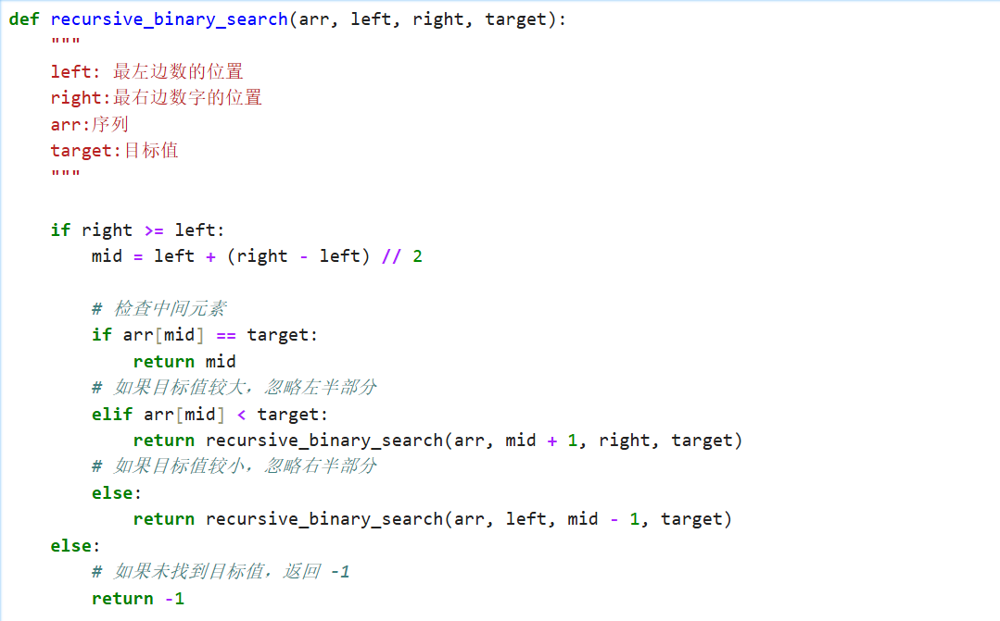 def recursive_binary_search(arr, left, right, target):
    """
    left: 最左边数的位置
    right:最右边数字的位置
    arr:序列
    target:目标值
    """

    if right >= left:
        mid = left + (right - left) // 2

        # 检查中间元素
        if arr[mid] == target:
            return mid
        # 如果目标值较大，忽略左半部分
        elif arr[mid] < target:
            return recursive_binary_search(arr, mid + 1, right, target)
        # 如果目标值较小，忽略右半部分
        else:
            return recursive_binary_search(arr, left, mid - 1, target)
    else:
        # 如果未找到目标值，返回 -1
        return -1